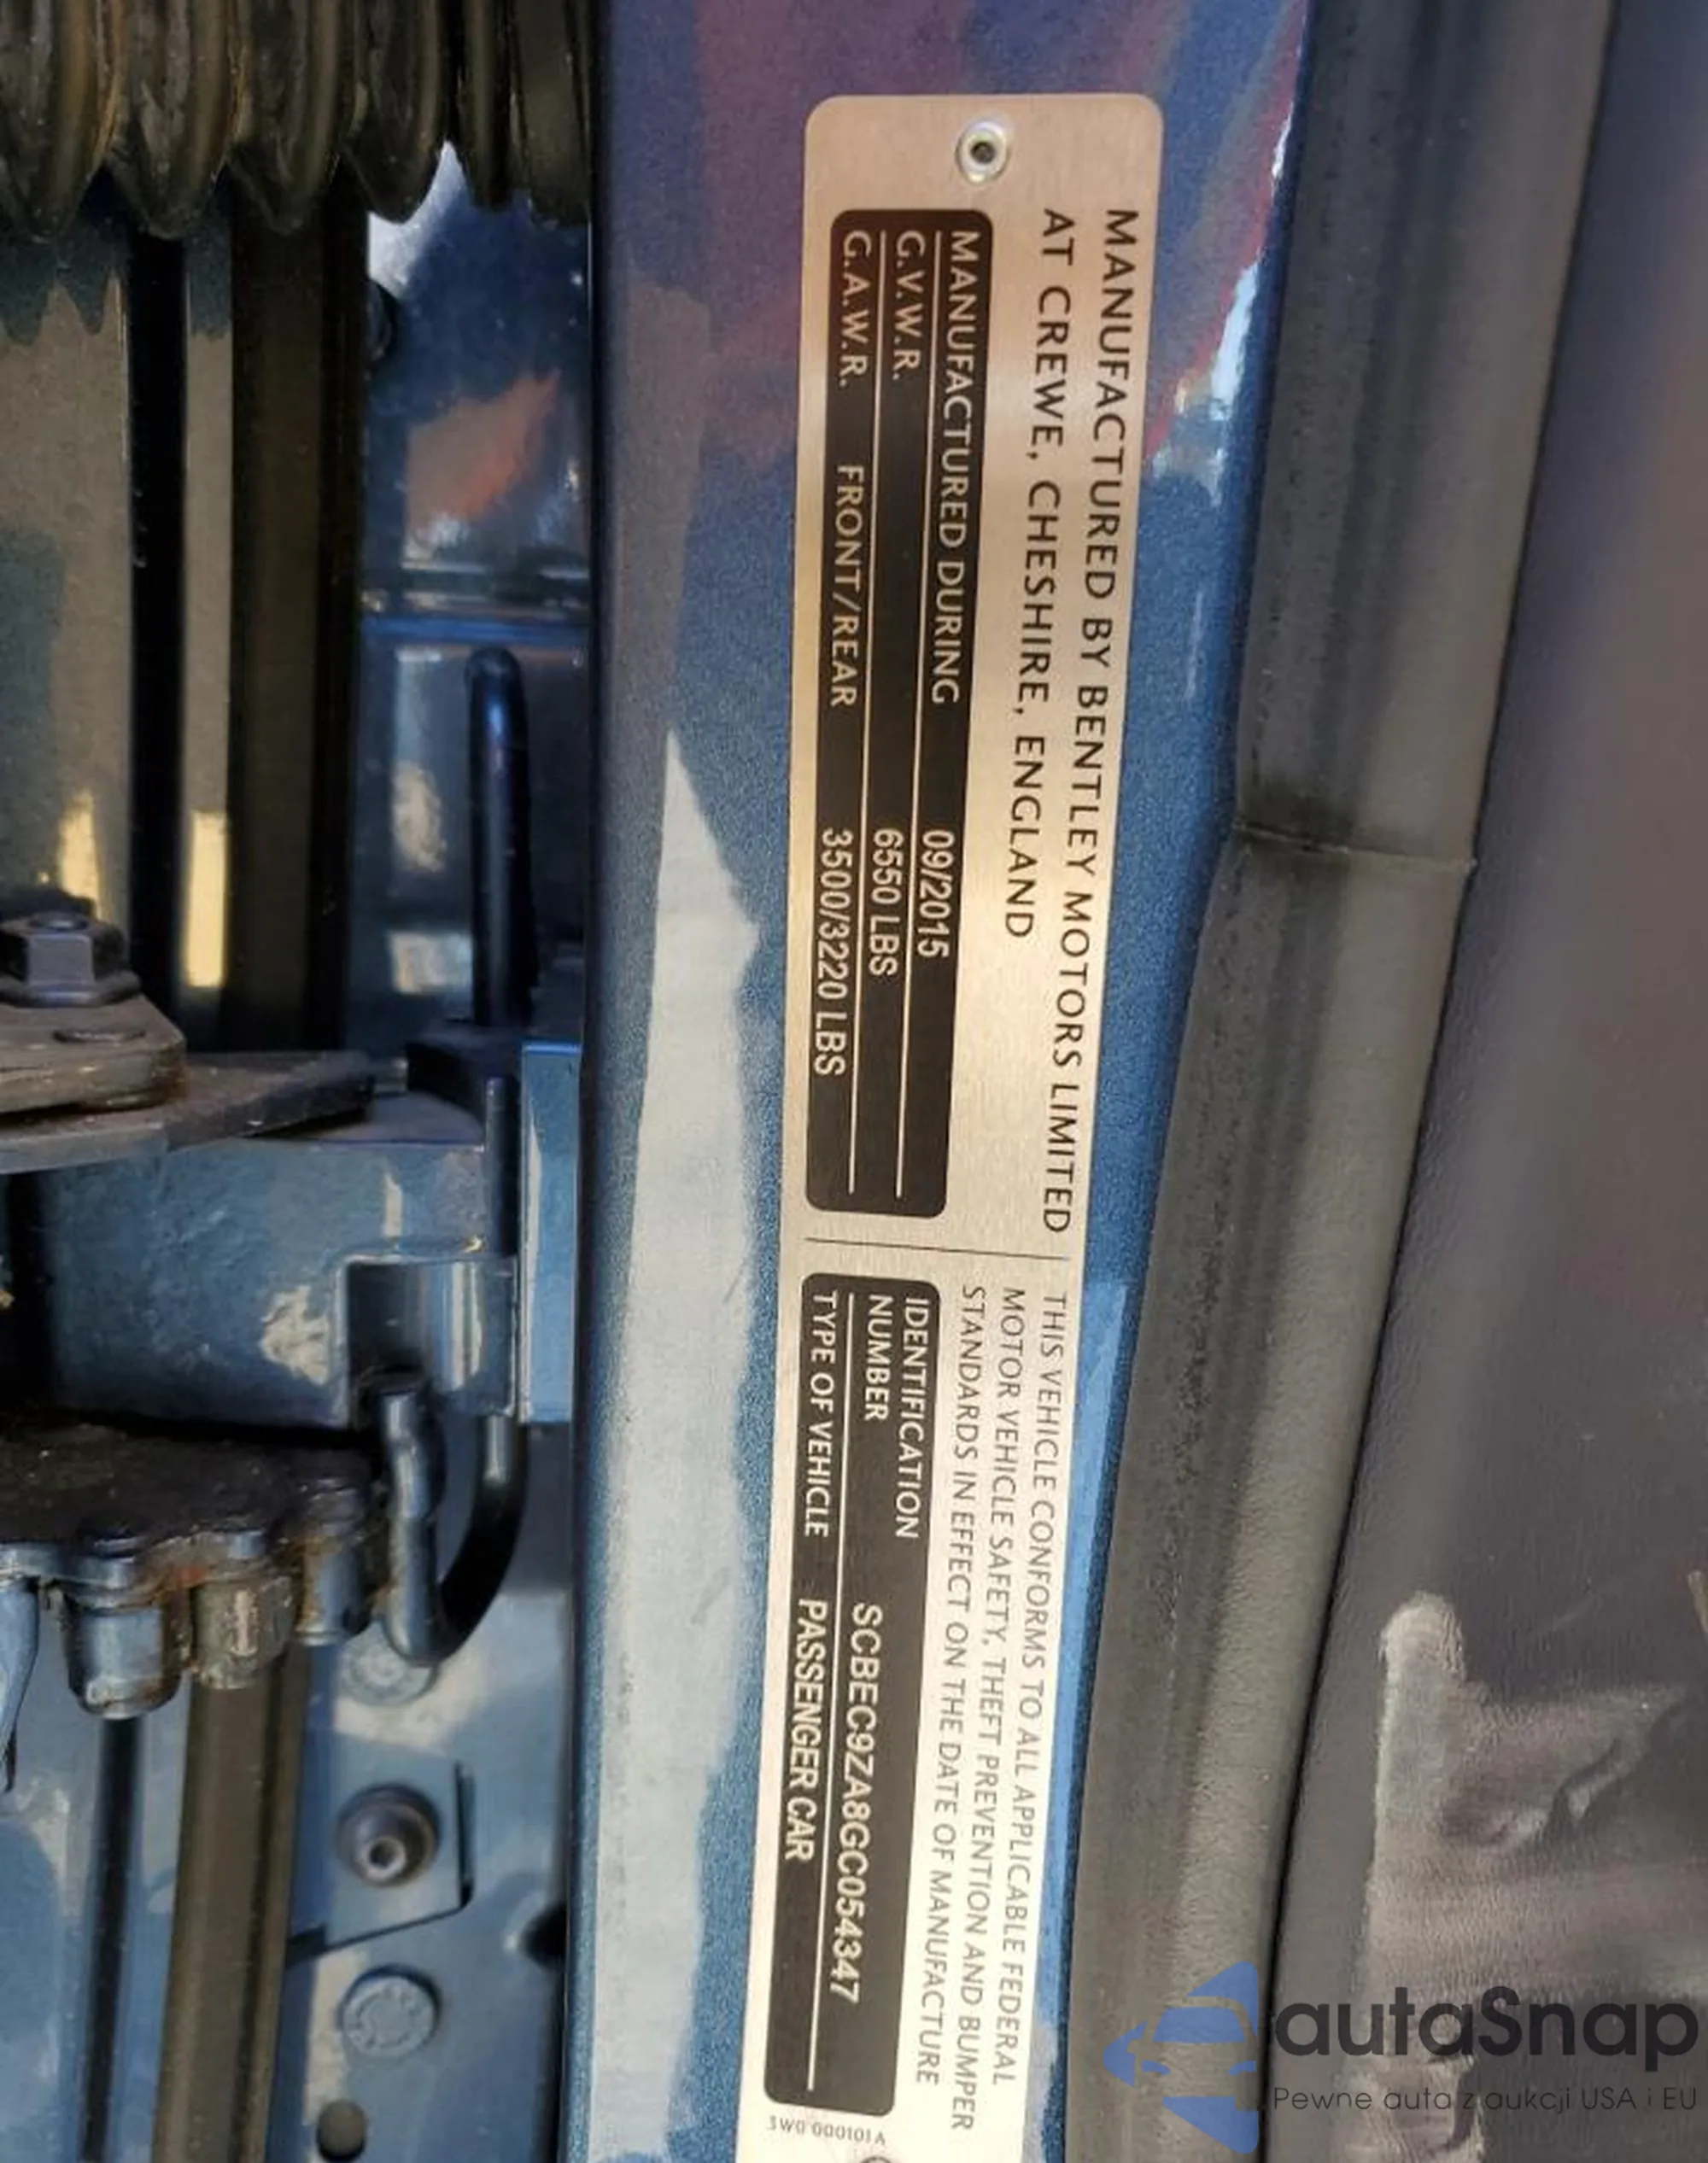 MANUFACTURED BY BENTLEY MOTORS LIMITED
AT CREWE, CHESHIRE, ENGLAND
MANUFACTURED DURING 09/2015
G.V.W.R. 6550 LBS
G.A.W.R. FRONT/REAR 3500/3220 LBS
THIS VEHICLE CONFORMS TO ALL APPLICABLE FEDERAL
MOTOR VEHICLE SAFETY, THEFT PREVENTION AND BUMPER
STANDARDS IN EFFECT ON THE DATE OF MANUFACTURE
IDENTIFICATION
NUMBER SCBEC9ZA8GC054347
TYPE OF VEHICLE PASSENGER CAR
3W0 000101A
autaSnap
Pewne auta z aukcji USA i EU